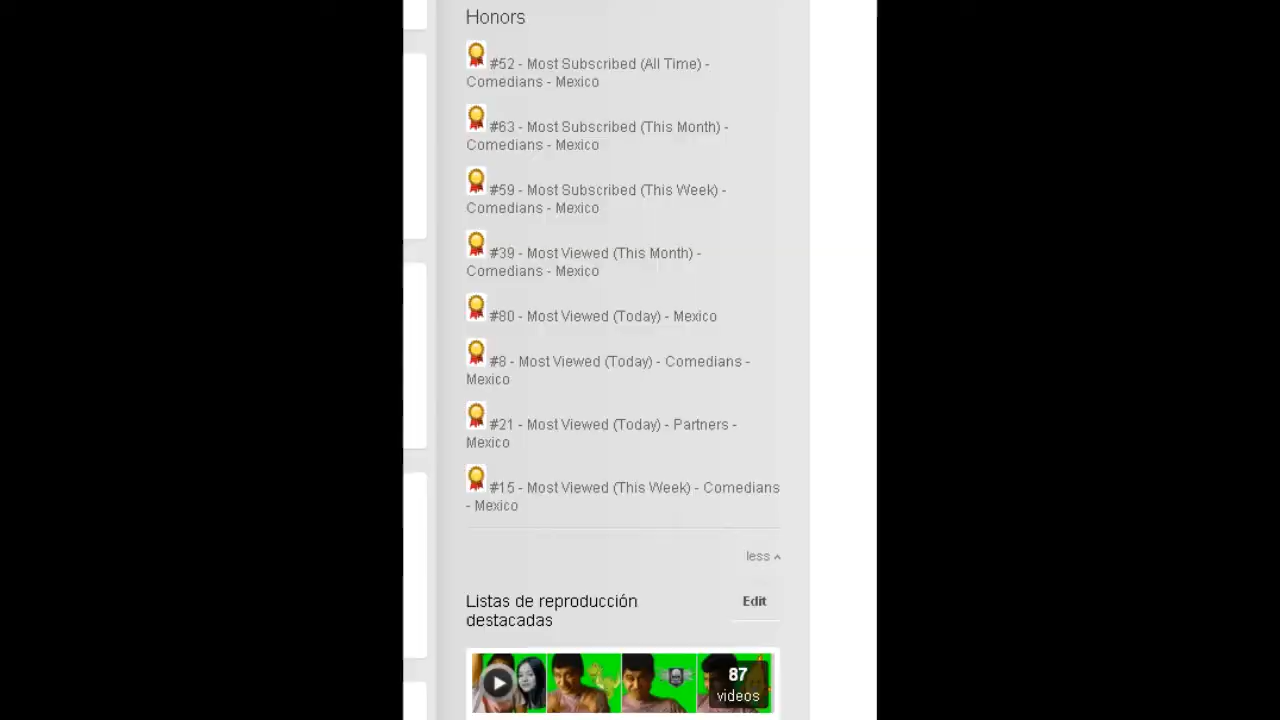 Honors
#52 - Most Subscribed (All Time) -
Comedians - Mexico
#63 - Most Subscribed (This Month) -
Comedians - Mexico
#59 - Most Subscribed (This Week) -
Comedians - Mexico
#39 - Most Viewed (This Month) -
Comedians - Mexico
#80 - Most Viewed (Today) - Mexico
#8 - Most Viewed (Today) - Comedians -
Mexico
#21 - Most Viewed (Today) - Partners -
Mexico
#15 - Most Viewed (This Week) - Comedians
- Mexico
less
Listas de reproducción
destacadas
Edit
87
videos